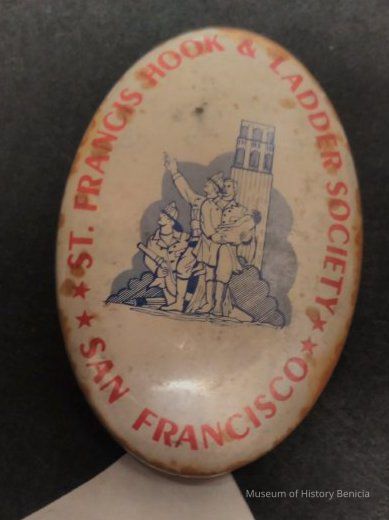 ★ ★ ST. FRANCIS HOOK & LADDER SOCIETY ★ ★
SAN FRANCISCO
Museum of History Benicia